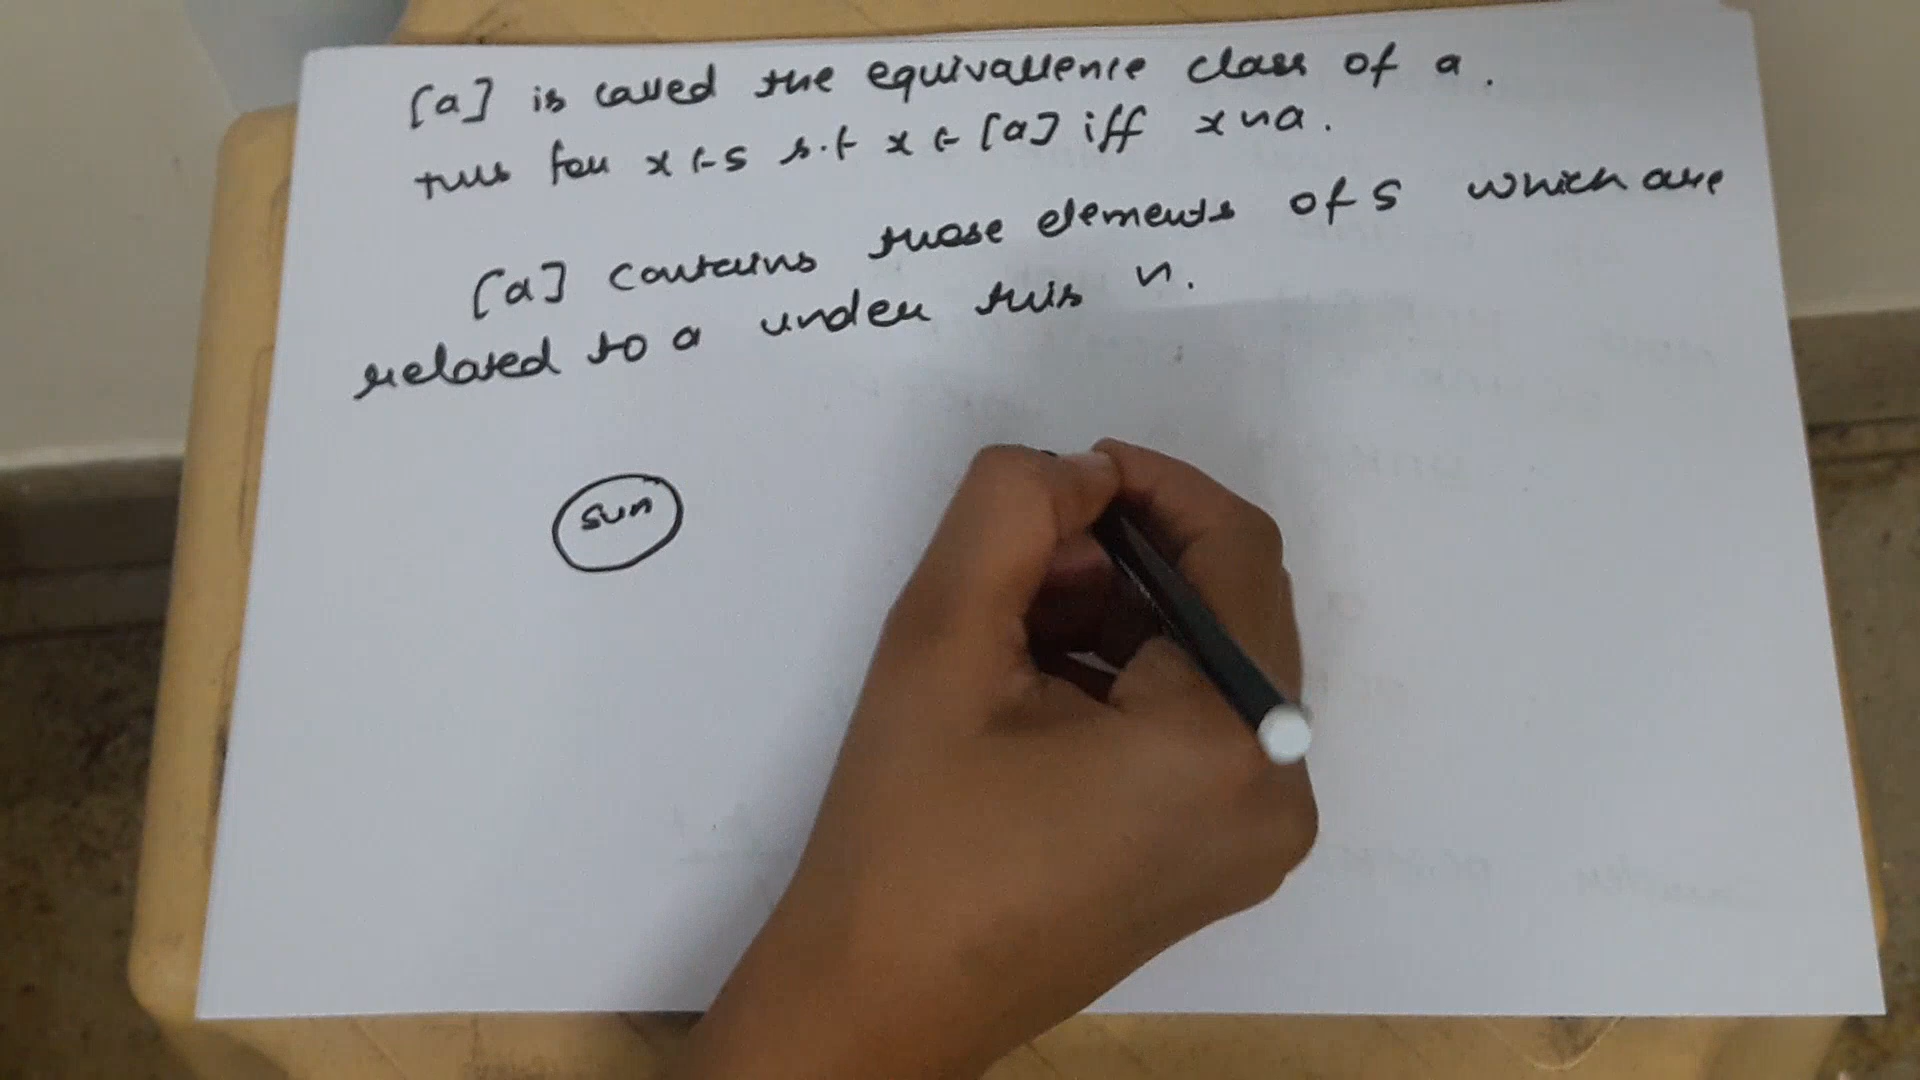 [a] is called the equivallence class of a.
thus for x ∈ S s.t x ∈ [a] iff x ~ a.
[a] contains those elements of S which are
related to a under this ~.
sun